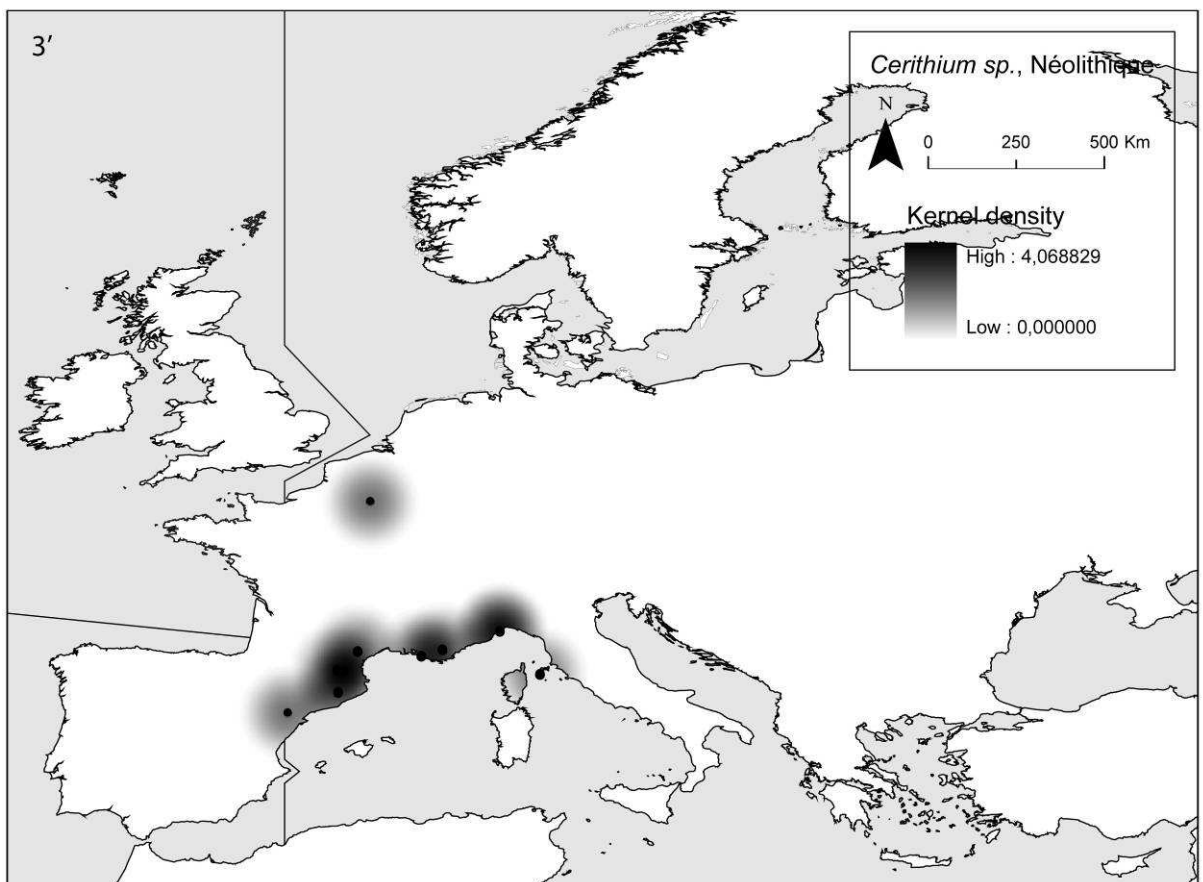 3’
Cerithium sp., Néolithique
N
0 250 500 Km
Kernel density
High : 4,068829
Low : 0,000000